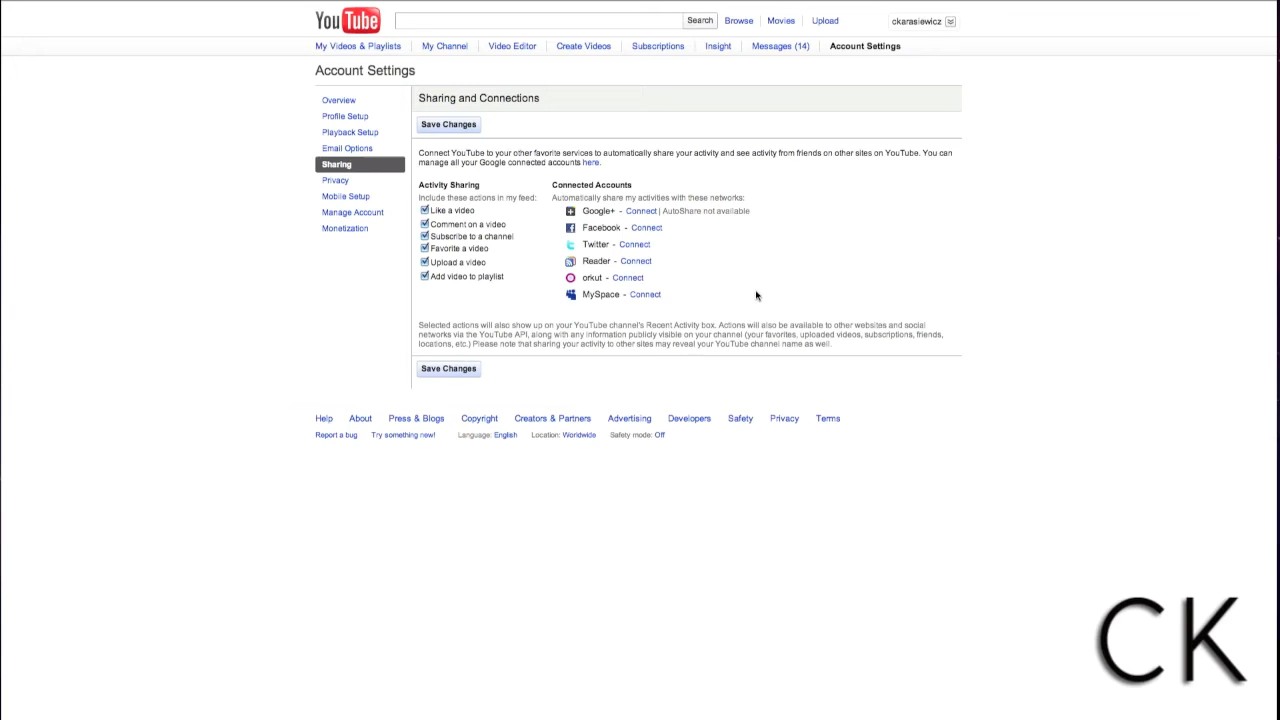 YouTube Search Browse Movies Upload ckarasiewicz
My Videos & Playlists My Channel Video Editor Create Videos Subscriptions Insight Messages (14) Account Settings
Account Settings
Overview
Profile Setup
Playback Setup
Email Options
Sharing
Privacy
Mobile Setup
Manage Account
Monetization
Sharing and Connections
Save Changes
Connect YouTube to your other favorite services to automatically share your activity and see activity from friends on other sites on YouTube. You can
manage all your Google connected accounts here.
Activity Sharing
Include these actions in my feed:
Like a video
Comment on a video
Subscribe to a channel
Favorite a video
Upload a video
Add video to playlist
Connected Accounts
Automatically share my activities with these networks:
Google+ - Connect | AutoShare not available
Facebook - Connect
Twitter - Connect
Reader - Connect
orkut - Connect
MySpace - Connect
Selected actions will also show up on your YouTube channel's Recent Activity box. Actions will also be available to other websites and social
networks via the YouTube API, along with any information publicly visible on your channel (your favorites, uploaded videos, subscriptions, friends,
locations, etc.) Please note that sharing your activity to other sites may reveal your YouTube channel name as well.
Save Changes
Help About Press & Blogs Copyright Creators & Partners Advertising Developers Safety Privacy Terms
Report a bug Try something new! Language: English Location: Worldwide Safety mode: Off
CK